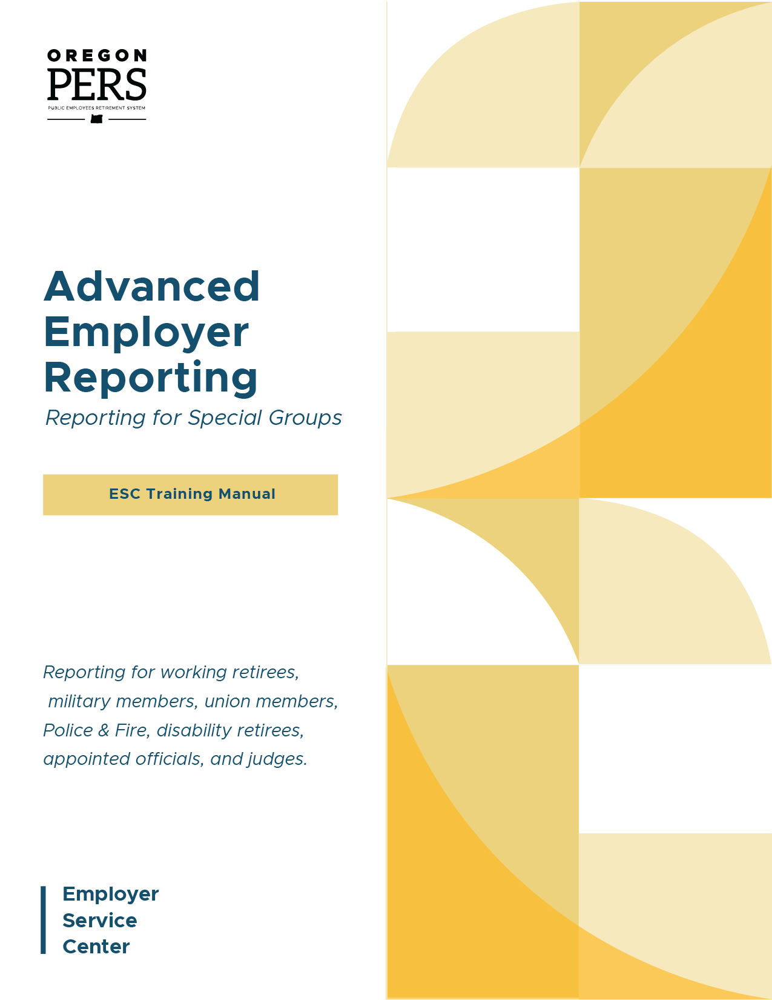 OREGON
PERS
PUBLIC EMPLOYEES RETIREMENT SYSTEM
Advanced
Employer
Reporting
Reporting for Special Groups
ESC Training Manual
Reporting for working retirees,
military members, union members,
Police & Fire, disability retirees,
appointed officials, and judges.
Employer
Service
Center